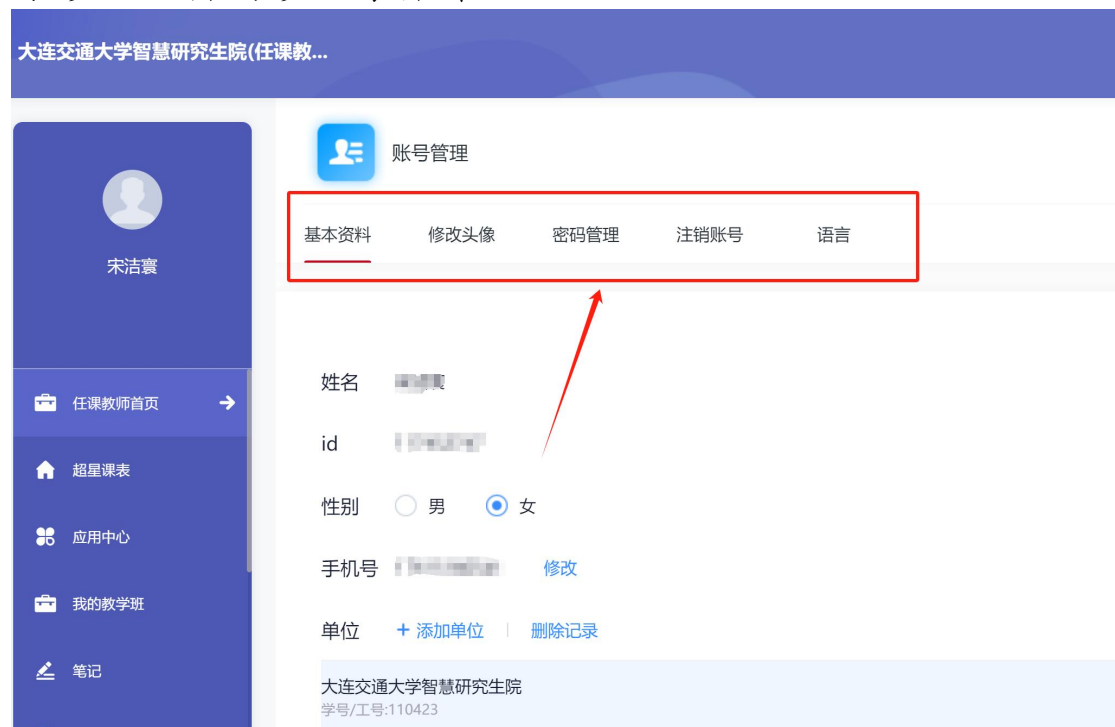 大连交通大学智慧研究生院(任课教...
账号管理
基本资料 修改头像 密码管理 注销账号 语言
宋洁寰
任课教师首页
超星课表
应用中心
我的教学班
笔记
姓名
id
性别 男 女
手机号 修改
单位 + 添加单位 删除记录
大连交通大学智慧研究生院
学号/工号:110423